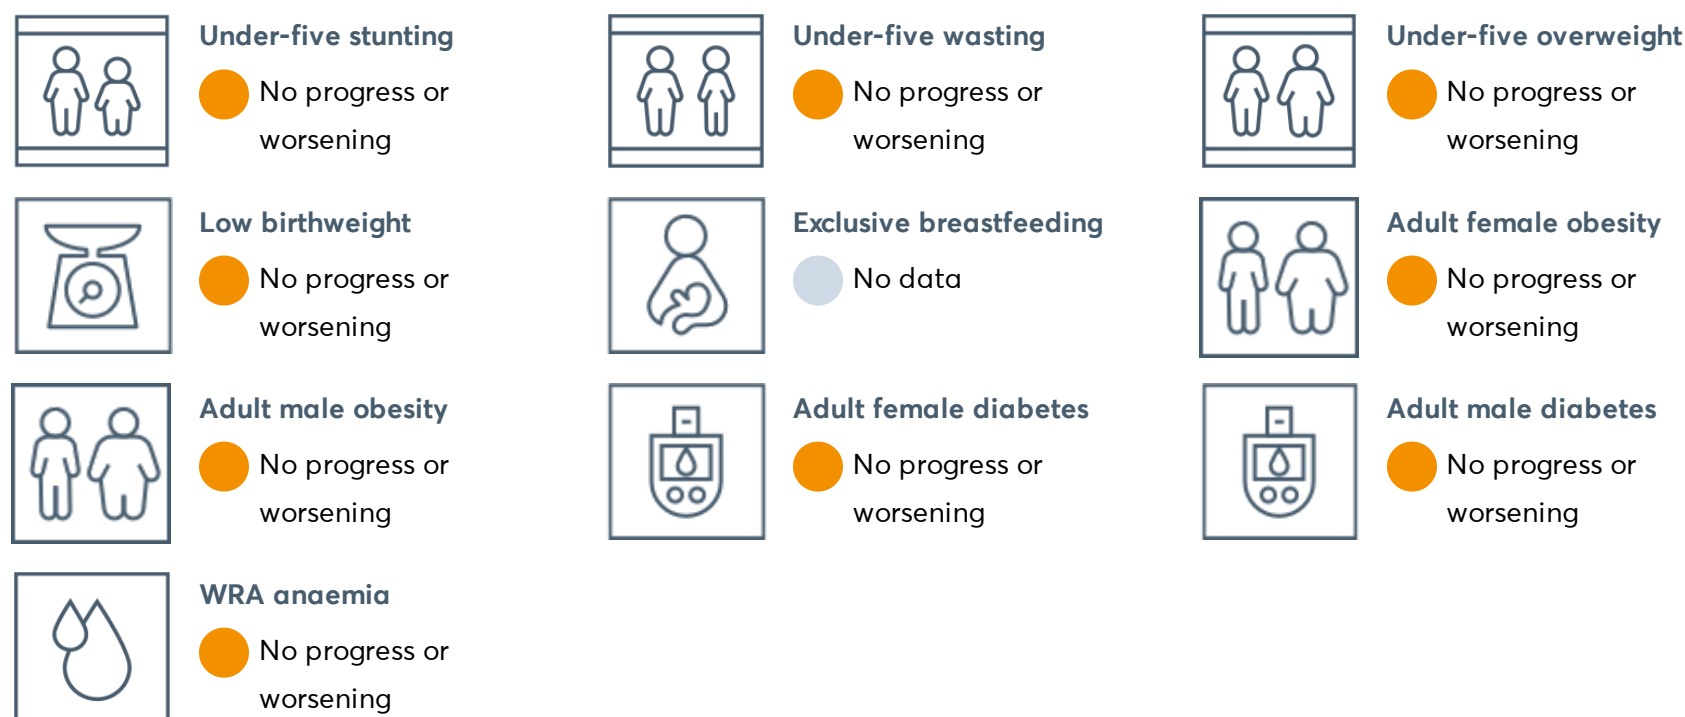 Under-five stunting
No progress or
worsening
Under-five wasting
No progress or
worsening
Under-five overweight
No progress or
worsening
Low birthweight
No progress or
worsening
Exclusive breastfeeding
No data
Adult female obesity
No progress or
worsening
Adult male obesity
No progress or
worsening
Adult female diabetes
No progress or
worsening
Adult male diabetes
No progress or
worsening
WRA anaemia
No progress or
worsening